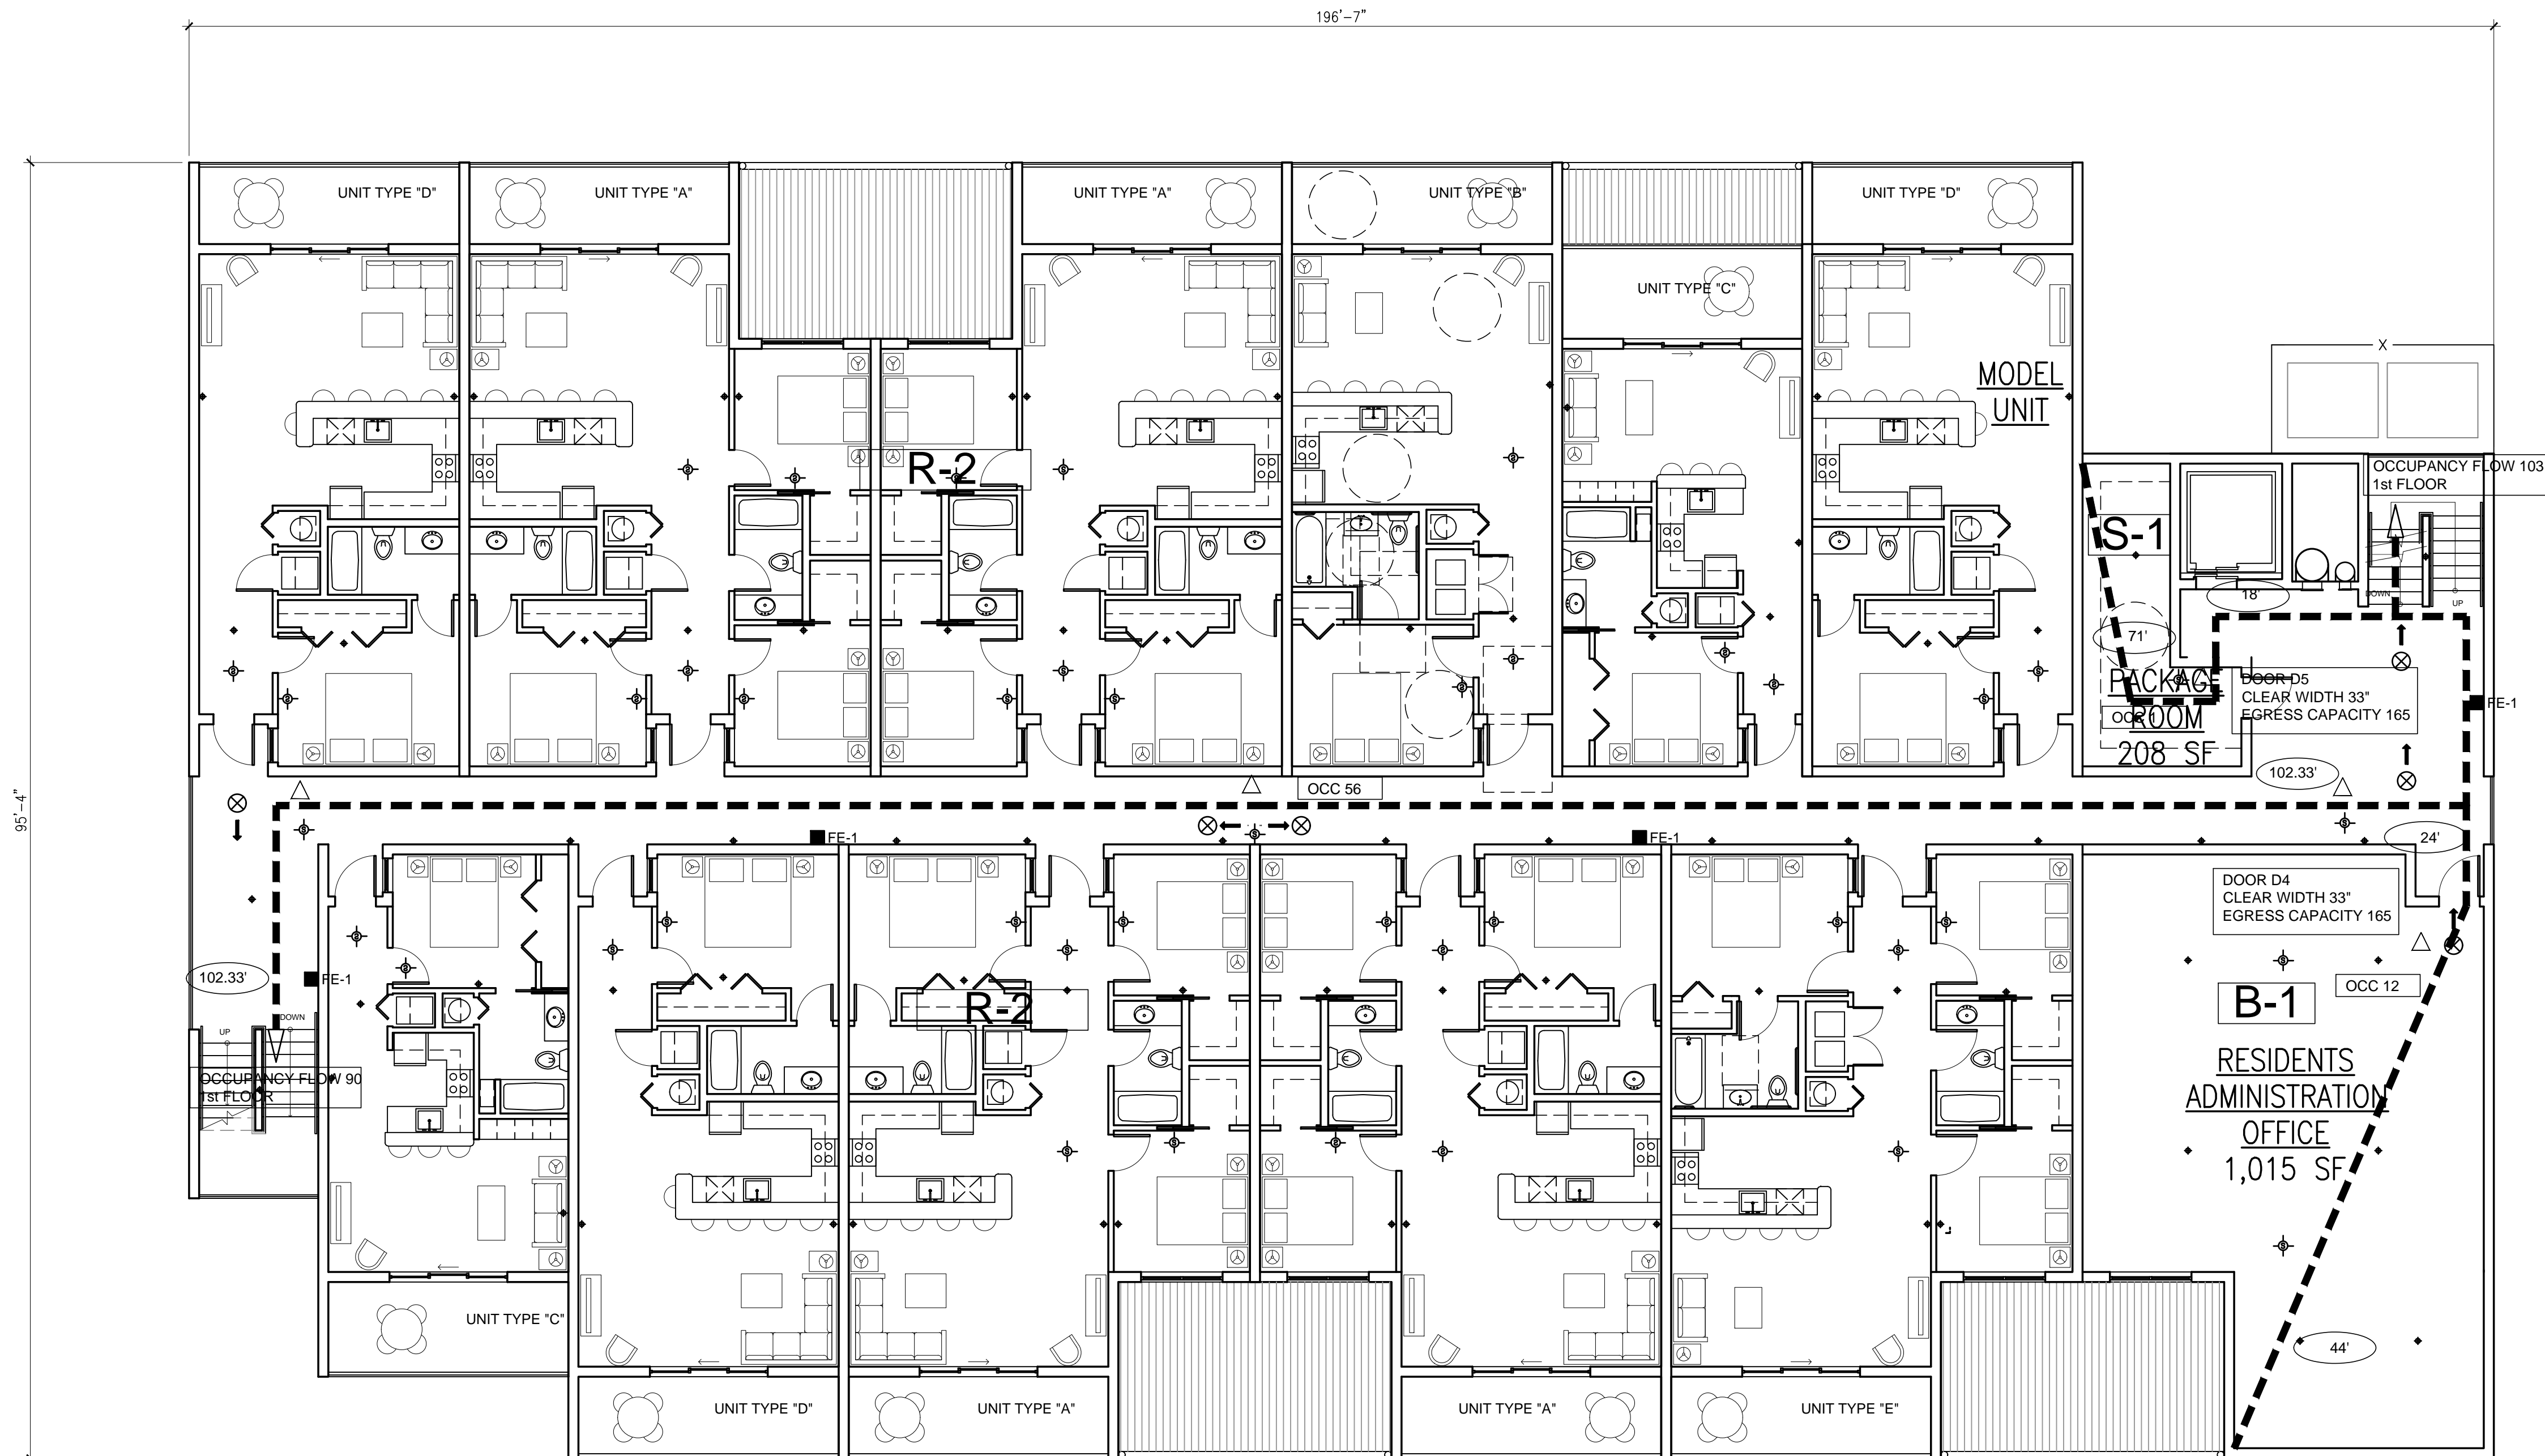 196'-7"
95'-4"
UNIT TYPE "D"
UNIT TYPE "A"
UNIT TYPE "A"
UNIT TYPE "B"
UNIT TYPE "C"
UNIT TYPE "D"
X
MODEL
UNIT
R-2
OCCUPANCY FLOW 103
1st FLOOR
S-1
DOWN
UP
18'
71'
PACKAGE
ROOM
208 SF
OCC 1
DOOR D5
CLEAR WIDTH 33"
EGRESS CAPACITY 165
FE-1
102.33'
OCC 56
FE-1
FE-1
24'
DOOR D4
CLEAR WIDTH 33"
EGRESS CAPACITY 165
102.33'
FE-1
OCC 12
B-1
R-2
UP
DOWN
OCCUPANCY FLOW 90
1st FLOOR
RESIDENTS
ADMINISTRATION
OFFICE
1,015 SF
UNIT TYPE "C"
44'
UNIT TYPE "D"
UNIT TYPE "A"
UNIT TYPE "A"
UNIT TYPE "E"